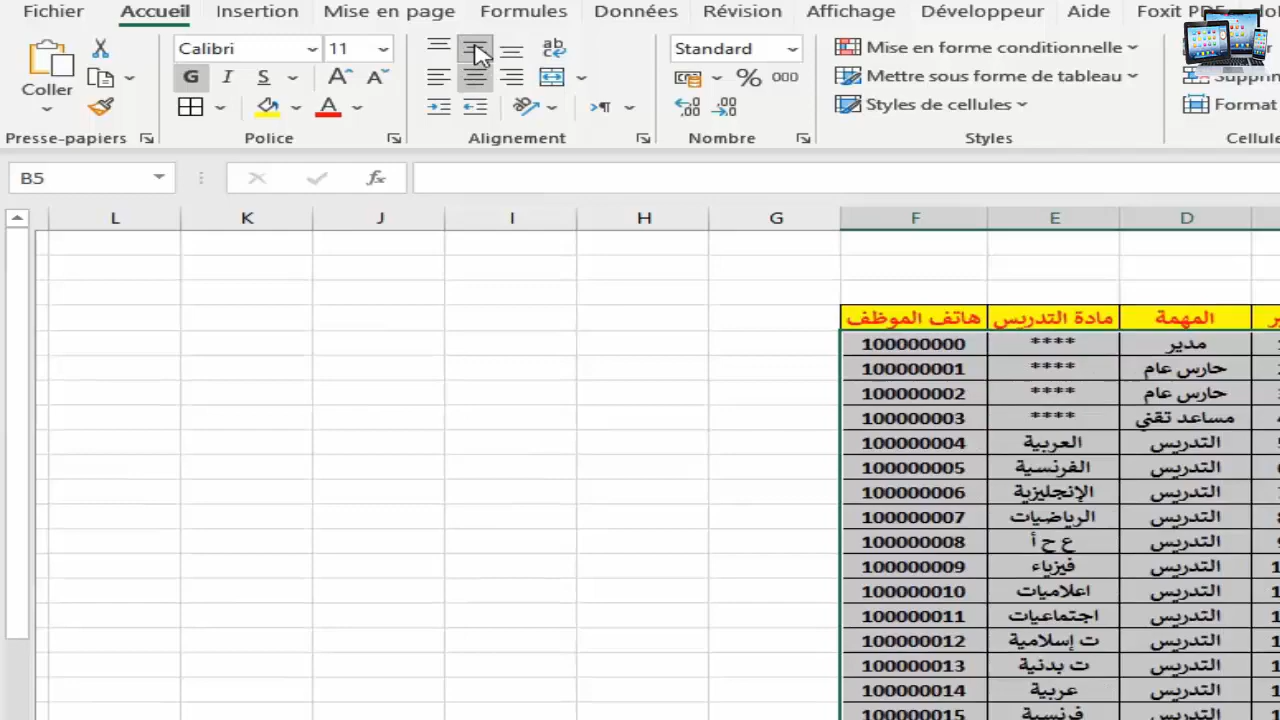 Fichier Accueil Insertion Mise en page Formules Données Révision Affichage Développeur Aide Foxit PDF
Calibri 11 Standard Mise en forme conditionnelle
Coller G I S A A % 000 Mettre sous forme de tableau
A Styles de cellules Format
Presse-papiers Police Alignement Nombre Styles Cellule
B5 fx
L K J I H G F E D
المهمة مادة التدريس هاتف الموظف
مدير **** 100000000
حارس عام **** 100000001
حارس عام **** 100000002
مساعد تقني **** 100000003
التدريس العربية 100000004
التدريس الفرنسية 100000005
التدريس الإنجليزية 100000006
التدريس الرياضيات 100000007
التدريس ع ح أ 100000008
التدريس فيزياء 100000009
التدريس اعلاميات 100000010
التدريس اجتماعيات 100000011
التدريس ت إسلامية 100000012
التدريس ت بدنية 100000013
التدريس عربية 100000014
التدريس فرنسية 100000015